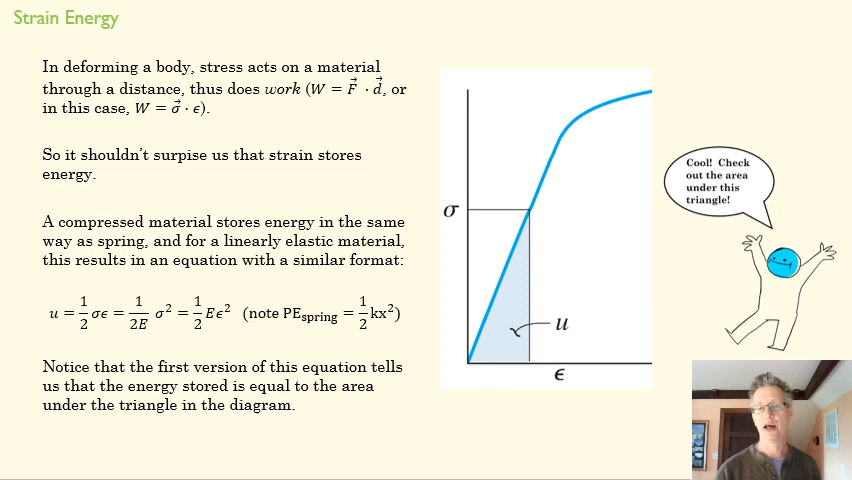 Strain Energy
In deforming a body, stress acts on a material
through a distance, thus does work (W = F⃗ · d⃗, or
in this case, W = σ⃗ · ϵ).
So it shouldn't surprise us that strain stores
energy.
A compressed material stores energy in the same
way as spring, and for a linearly elastic material,
this results in an equation with a similar format:
u = 1/2 σϵ = 1/2E σ² = 1/2 Eϵ² (note PEspring = 1/2 kx²)
Notice that the first version of this equation tells
us that the energy stored is equal to the area
under the triangle in the diagram.
σ
u
ϵ
Cool! Check
out the area
under this
triangle!